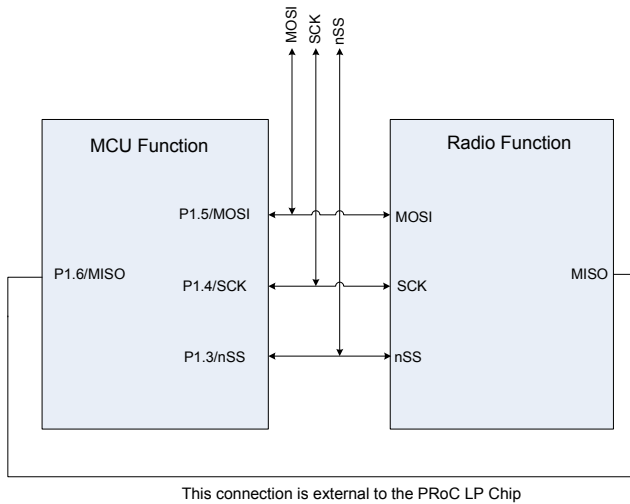 MOSI
SCK
nSS
MCU Function
Radio Function
P1.5/MOSI
MOSI
P1.6/MISO
P1.4/SCK
SCK
MISO
P1.3/nSS
nSS
This connection is external to the PRoC LP Chip